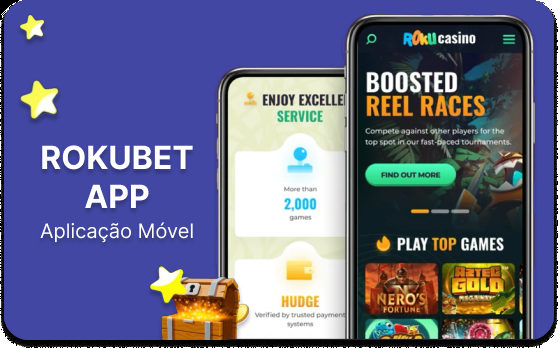 ROKUBET
APP
Aplicação Móvel
ENJOY EXCELLE
SERVICE
More than
2,000
games
HUDGE
Verified by trusted payment
systems
ROKU casino
BOOSTED
REEL RACES
Compete against other players for the
top spot in our fast-paced tournaments.
FIND OUT MORE
PLAY TOP GAMES
NERO'S
FORTUNE
AZTEC
GOLD
MEGAWAYS